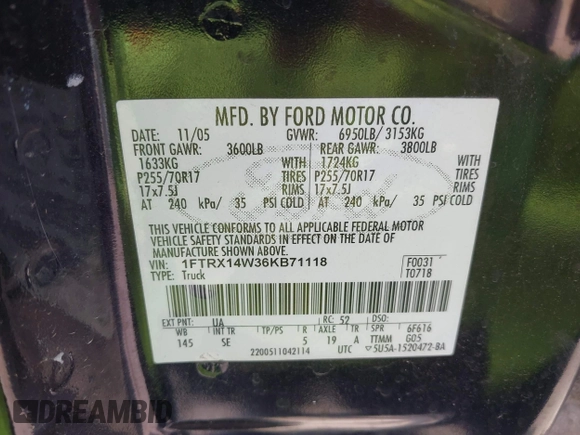 MFD. BY FORD MOTOR CO.
DATE: 11/05 GVWR: 6950LB/ 3153KG
FRONT GAWR: 3600LB REAR GAWR: 3800LB
1633KG WITH 1724KG WITH
P255/70R17 TIRES P255/70R17 TIRES
17x7.5J RIMS 17x7.5J RIMS
AT 240 kPa/ 35 PSI COLD AT 240 kPa/ 35 PSI COLD
THIS VEHICLE CONFORMS TO ALL APPLICABLE FEDERAL MOTOR
VEHICLE SAFETY STANDARDS IN EFFECT ON THE DATE OF
MANUFACTURE SHOWN ABOVE.
VIN: 1FTRX14W36KB71118 F0031
TYPE: Truck T0718
EXT PNT: UA RC: 52 DSO:
WB INT TR TP/PS R AXLE TR SPR 6F616
145 SE 5 19 A TTMM G05
2200511042114 UTC 5U5A-1520472-BA
DREAMBID